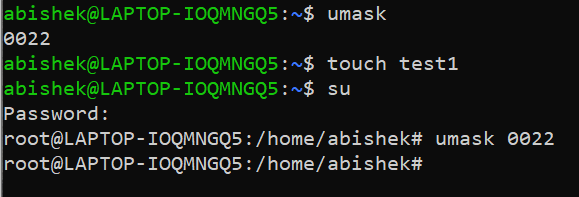 abishek@LAPTOP-IOQMNGQ5:~$ umask
0022
abishek@LAPTOP-IOQMNGQ5:~$ touch test1
abishek@LAPTOP-IOQMNGQ5:~$ su
Password:
root@LAPTOP-IOQMNGQ5:/home/abishek# umask 0022
root@LAPTOP-IOQMNGQ5:/home/abishek#